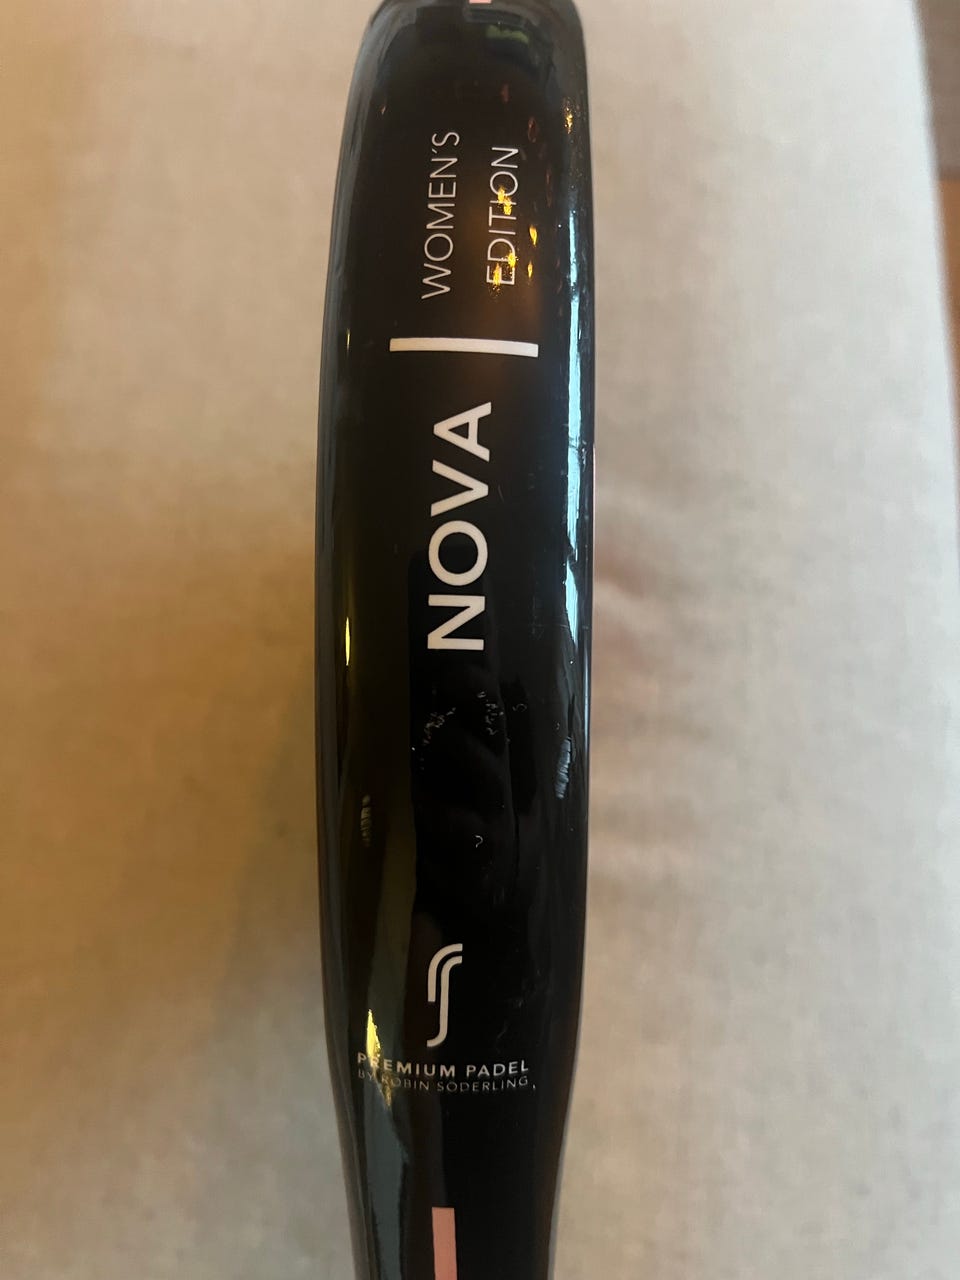 WOMEN'S
EDITION
NOVA
PREMIUM PADEL
BY ROBIN SÖDERLING